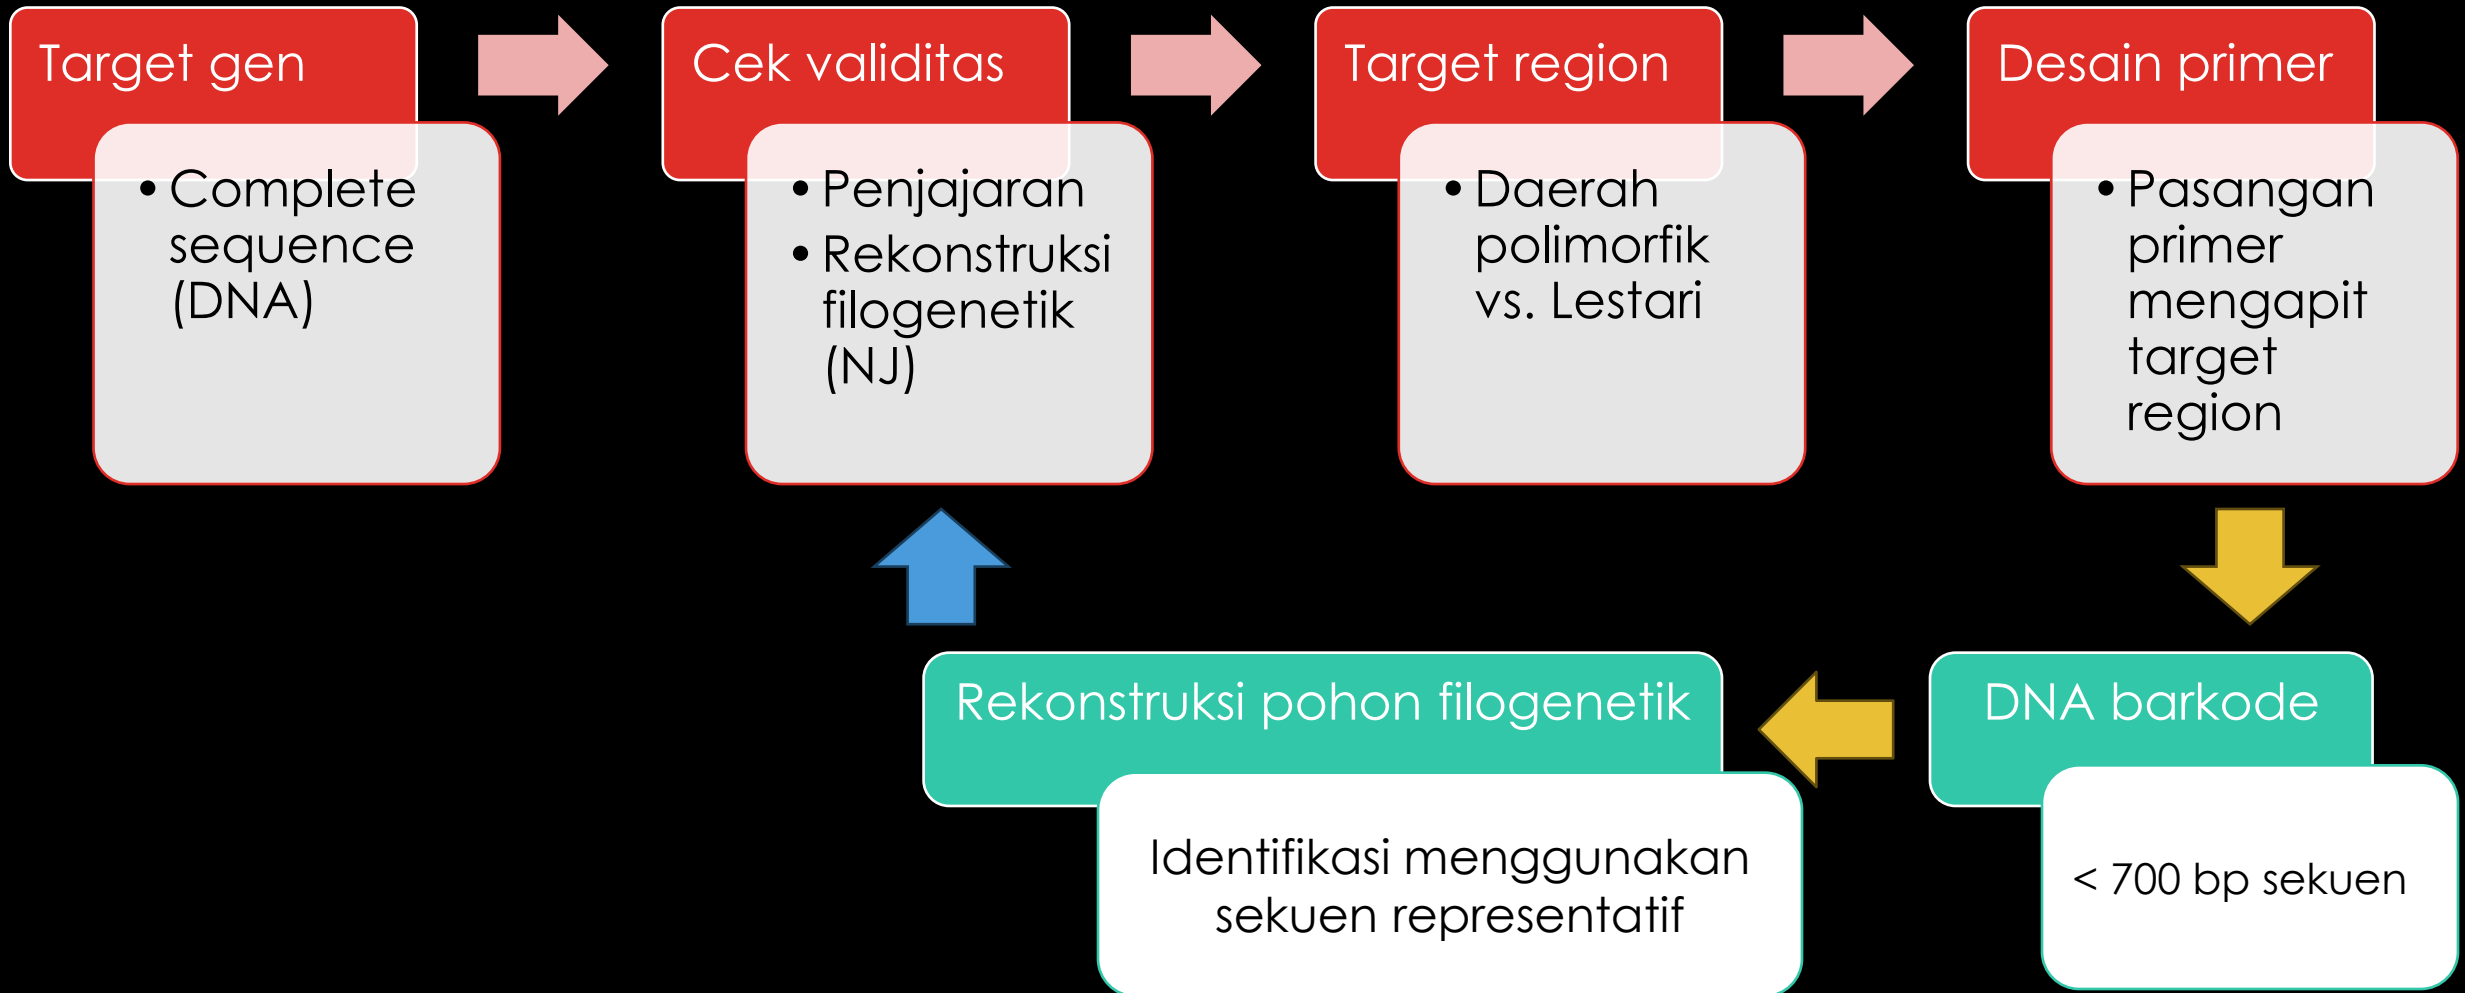 Target gen
• Complete
sequence
(DNA)
Cek validitas
• Penjajaran
• Rekonstruksi
filogenetik
(NJ)
Target region
• Daerah
polimorfik
vs. Lestari
Desain primer
• Pasangan
primer
mengapit
target
region
DNA barkode
< 700 bp sekuen
Rekonstruksi pohon filogenetik
Identifikasi menggunakan
sekuen representatif